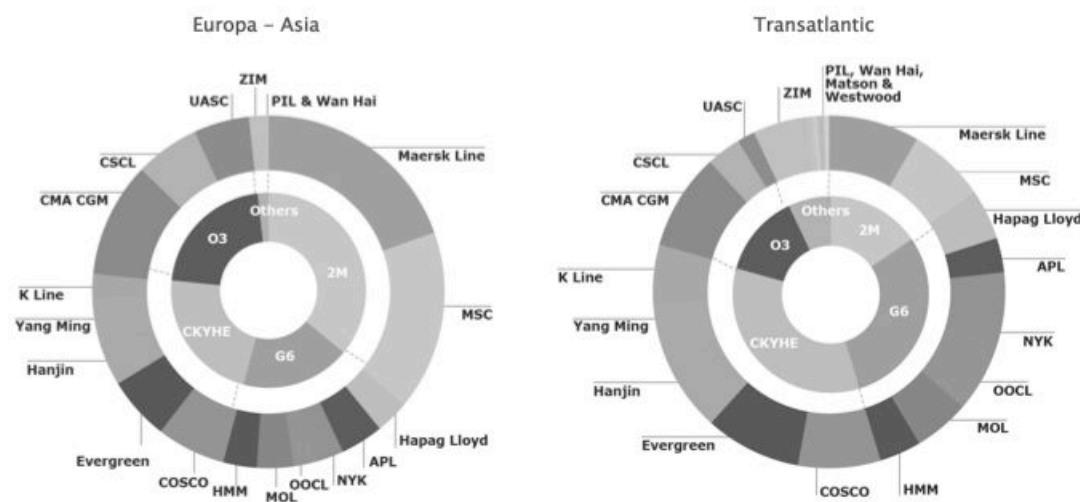 Europa – Asia
ZIM
UASC
PIL & Wan Hai
Maersk Line
CSCL
CMA CGM
Others
O3
2M
K Line
Yang Ming
CKYHE
MSC
G6
Hanjin
Hapag Lloyd
Evergreen
APL
COSCO
NYK
HMM
OOCL
MOL
Transatlantic
PIL, Wan Hai,
Matson &
Westwood
ZIM
UASC
Maersk Line
CSCL
MSC
CMA CGM
Others
Hapag Lloyd
2M
O3
K Line
APL
G6
Yang Ming
NYK
CKYHE
Hanjin
OOCL
MOL
Evergreen
COSCO
HMM